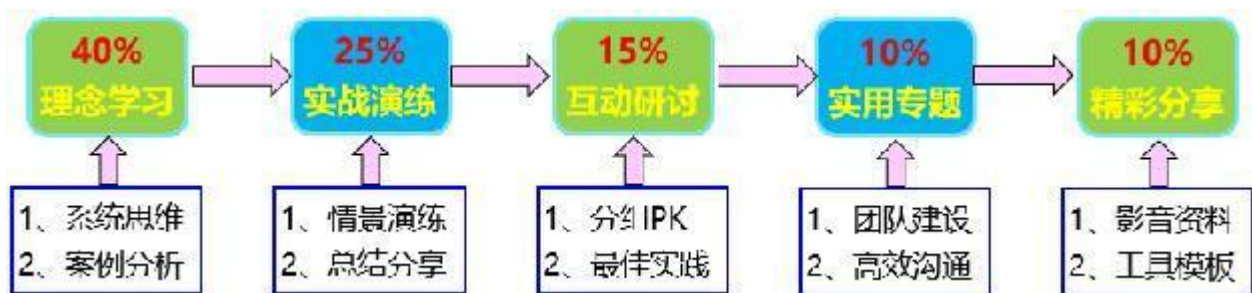 40%
理念学习
25%
实战演练
15%
互动研讨
10%
实用专题
10%
精彩分享
1、系统思维
2、案例分析
1、情景演练
2、总结分享
1、分组PK
2、最佳实践
1、团队建设
2、高效沟通
1、影音资料
2、工具模板